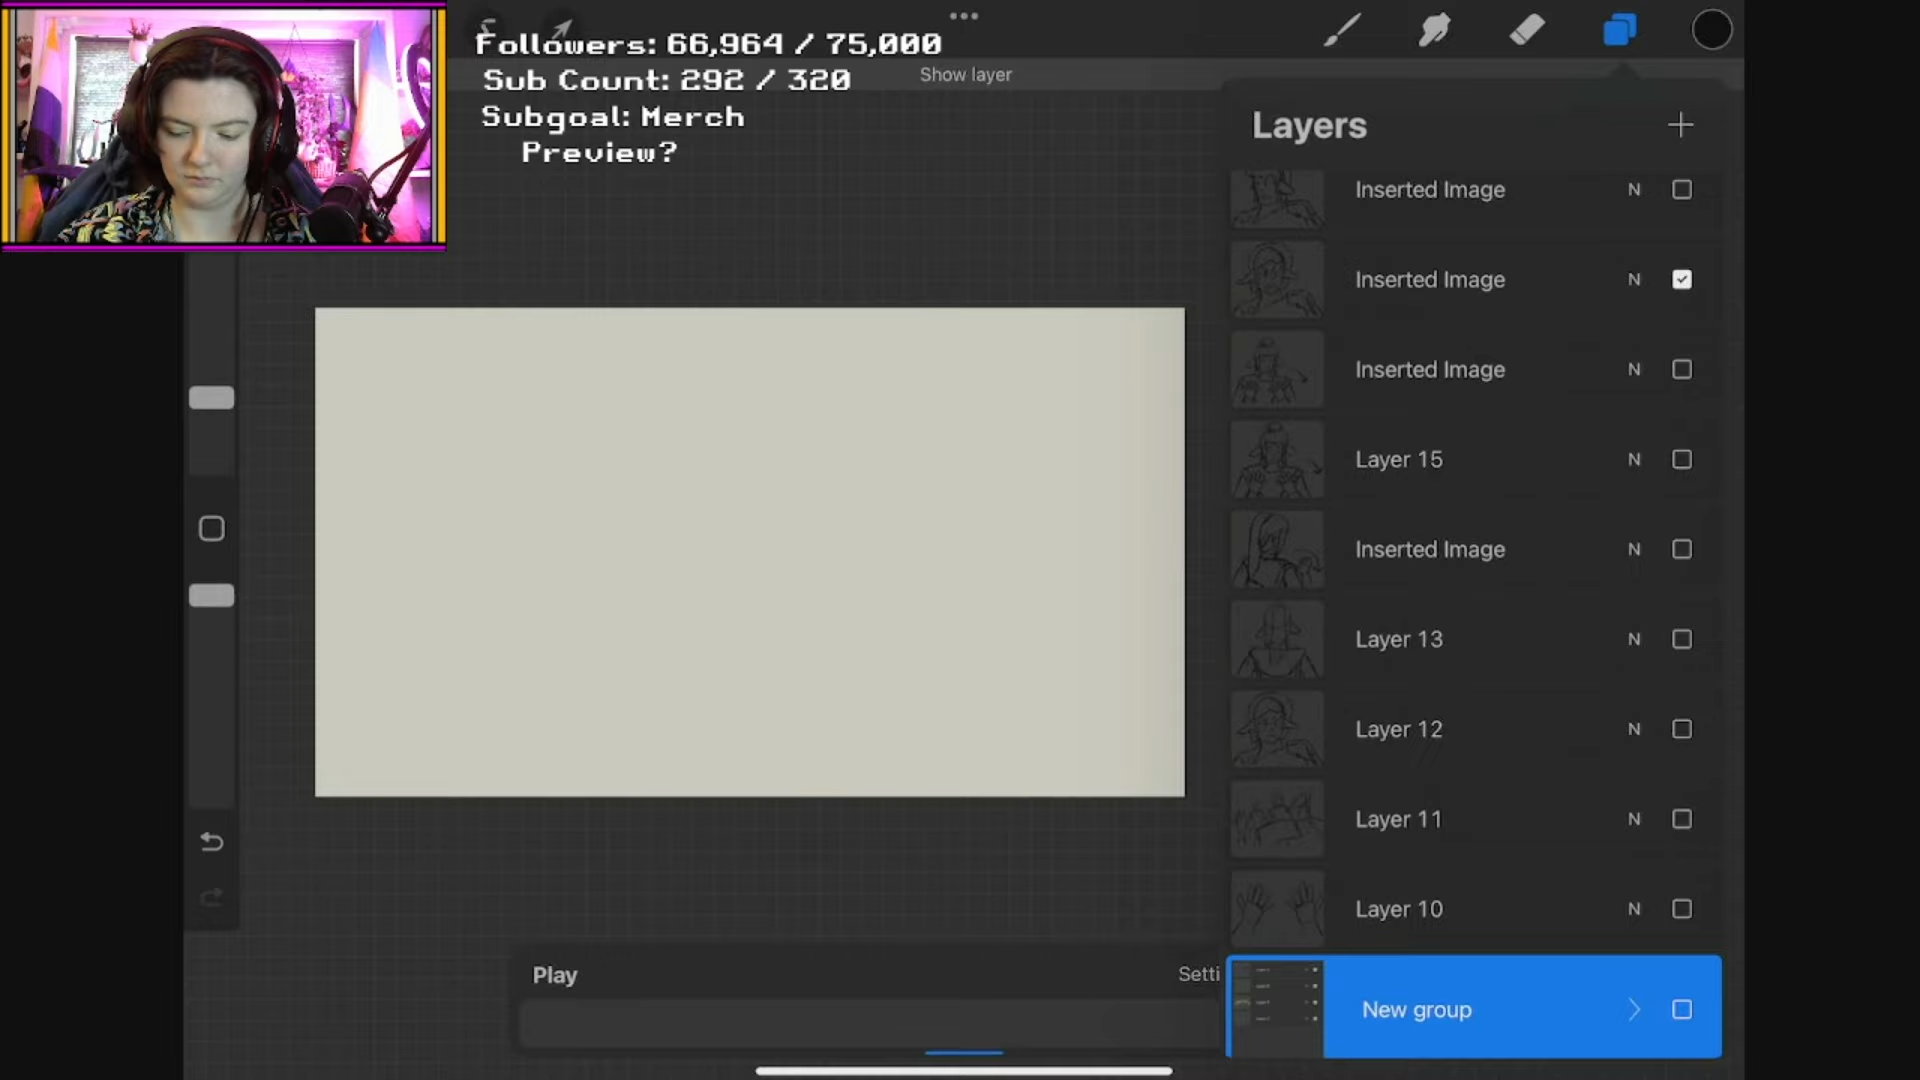 Followers: 66,964 / 75,000
Sub Count: 292 / 320
Subgoal: Merch
Preview?
Show layer
Layers
Inserted Image N
Inserted Image N
Inserted Image N
Layer 15 N
Inserted Image N
Layer 13 N
Layer 12 N
Layer 11 N
Layer 10 N
New group
Play
Setti